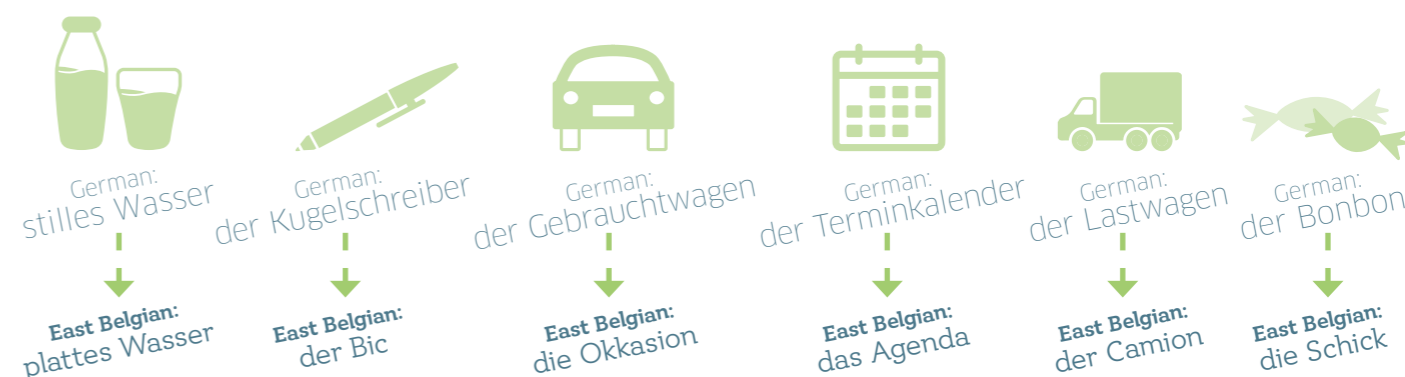 German:
stilles Wasser
East Belgian:
plattes Wasser
German:
der Kugelschreiber
East Belgian:
der Bic
German:
der Gebrauchtwagen
East Belgian:
die Okkasion
German:
der Terminkalender
East Belgian:
das Agenda
German:
der Lastwagen
East Belgian:
der Camion
German:
der Bonbon
East Belgian:
die Schick